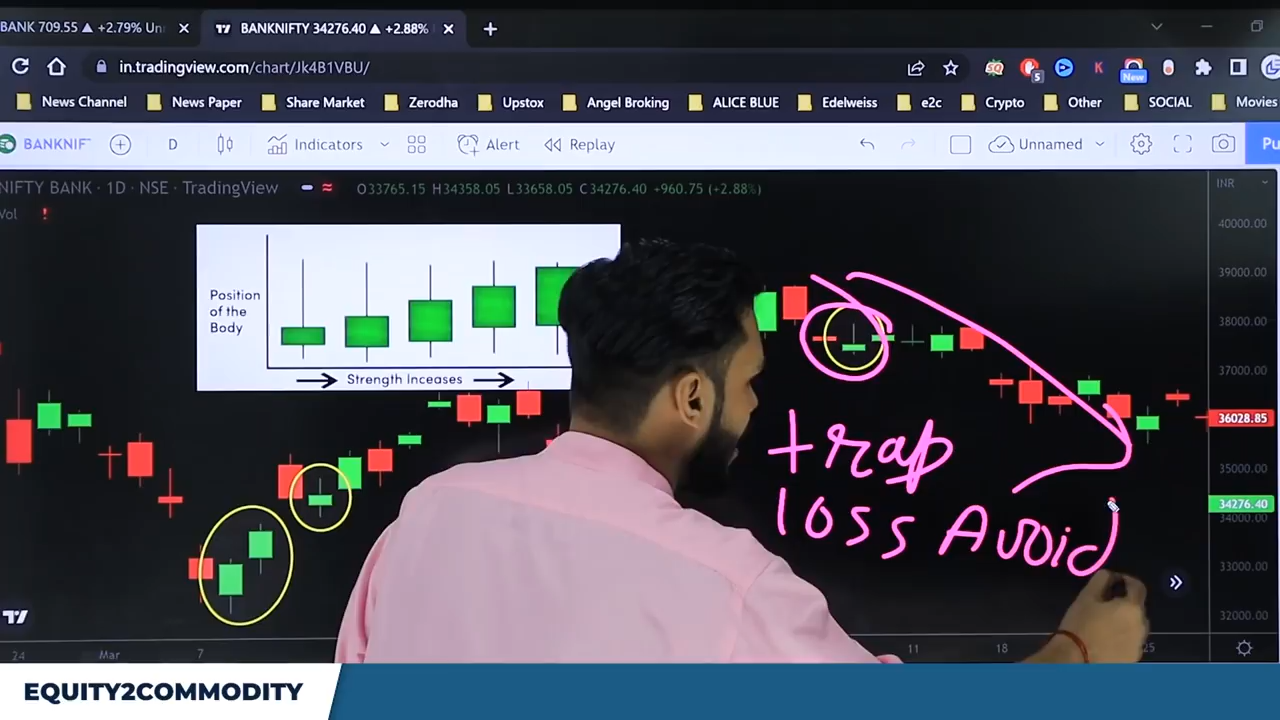 BANK 709.55 ▲ +2.79% Un
BANKNIFTY 34276.40 ▲ +2.88%
in.tradingview.com/chart/Jk4B1VBU/
5
New
News Channel
News Paper
Share Market
Zerodha
Upstox
Angel Broking
ALICE BLUE
Edelweiss
e2c
Crypto
Other
SOCIAL
Movies
BANKNIF
D
Indicators
Alert
Replay
Unnamed
Pu
NIFTY BANK · 1D · NSE · TradingView
O33765.15 H34358.05 L33658.05 C34276.40 +960.75 (+2.88%)
INR
Vol !
40000.00
39000.00
38000.00
37000.00
36028.85
35000.00
34276.40
34000.00
33000.00
32000.00
Position
of the
Body
Strength Inceases
trap
loss Avoid
24
Mar
7
11
18
25
EQUITY2COMMODITY